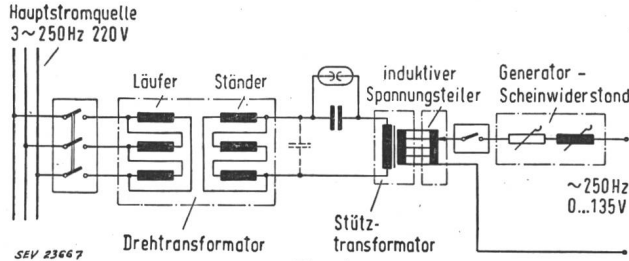 Hauptstromquelle
3~250Hz 220V
Läufer
Ständer
induktiver
Spannungsteiler
Generator -
Scheinwiderstand
~250Hz
0...135V
Drehtransformator
Stütz-
transformator
SEV 23667